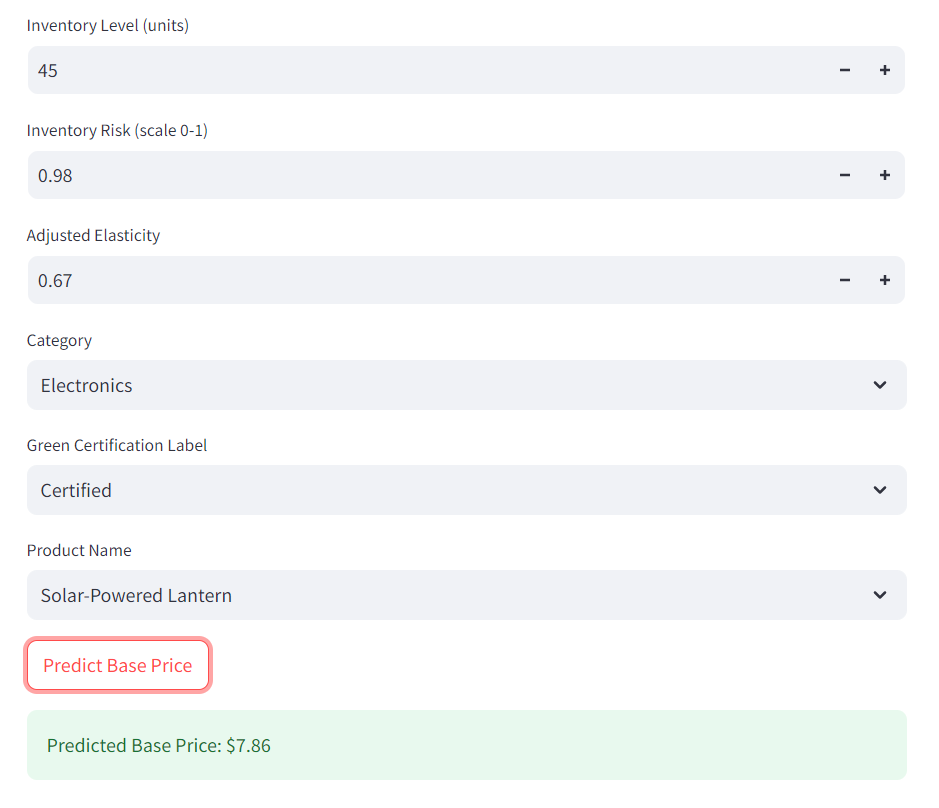 Inventory Level (units)
45
Inventory Risk (scale 0-1)
0.98
Adjusted Elasticity
0.67
Category
Electronics
Green Certification Label
Certified
Product Name
Solar-Powered Lantern
Predict Base Price
Predicted Base Price: $7.86